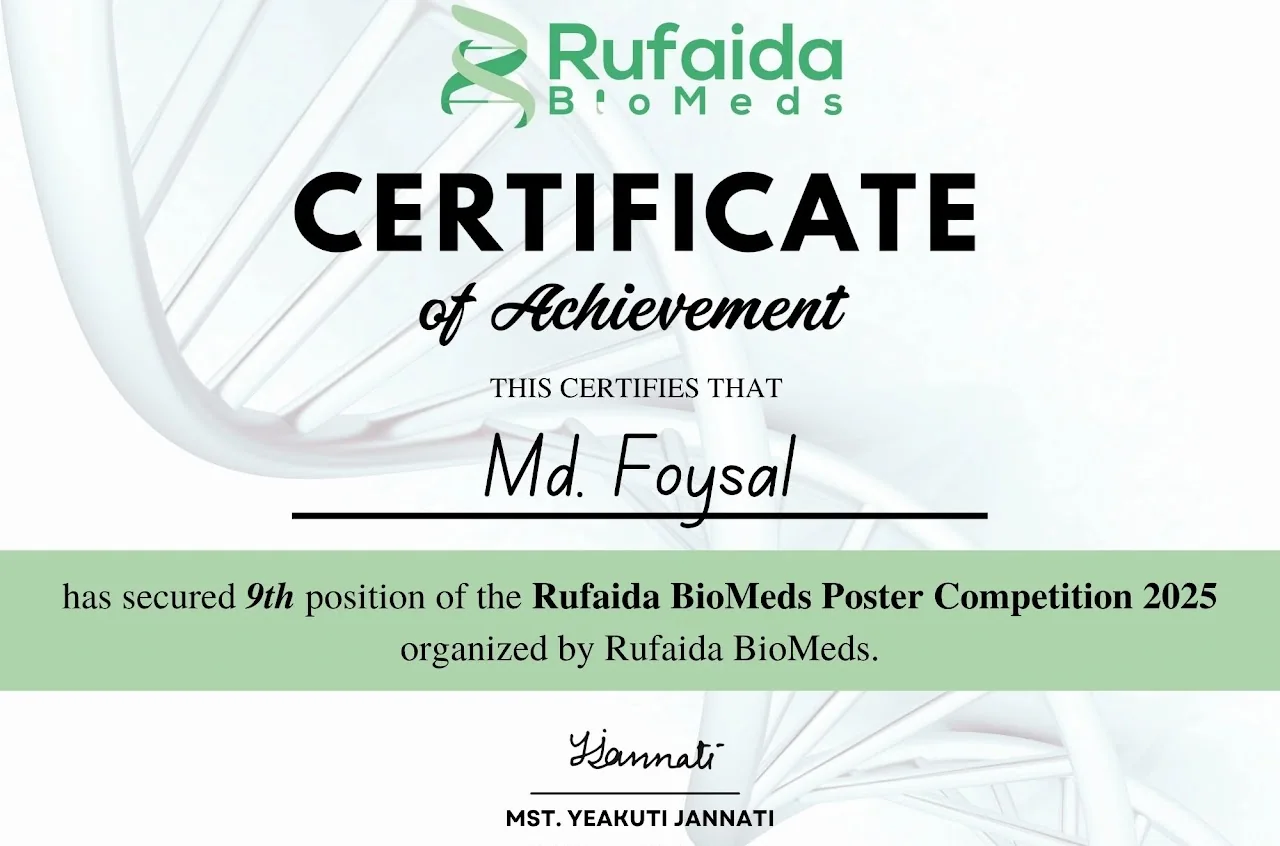 Rufaida
BioMeds
CERTIFICATE
of Achievement
THIS CERTIFIES THAT
Md. Foysal
has secured 9th position of the Rufaida BioMeds Poster Competition 2025
organized by Rufaida BioMeds.
YJannati
MST. YEAKUTI JANNATI